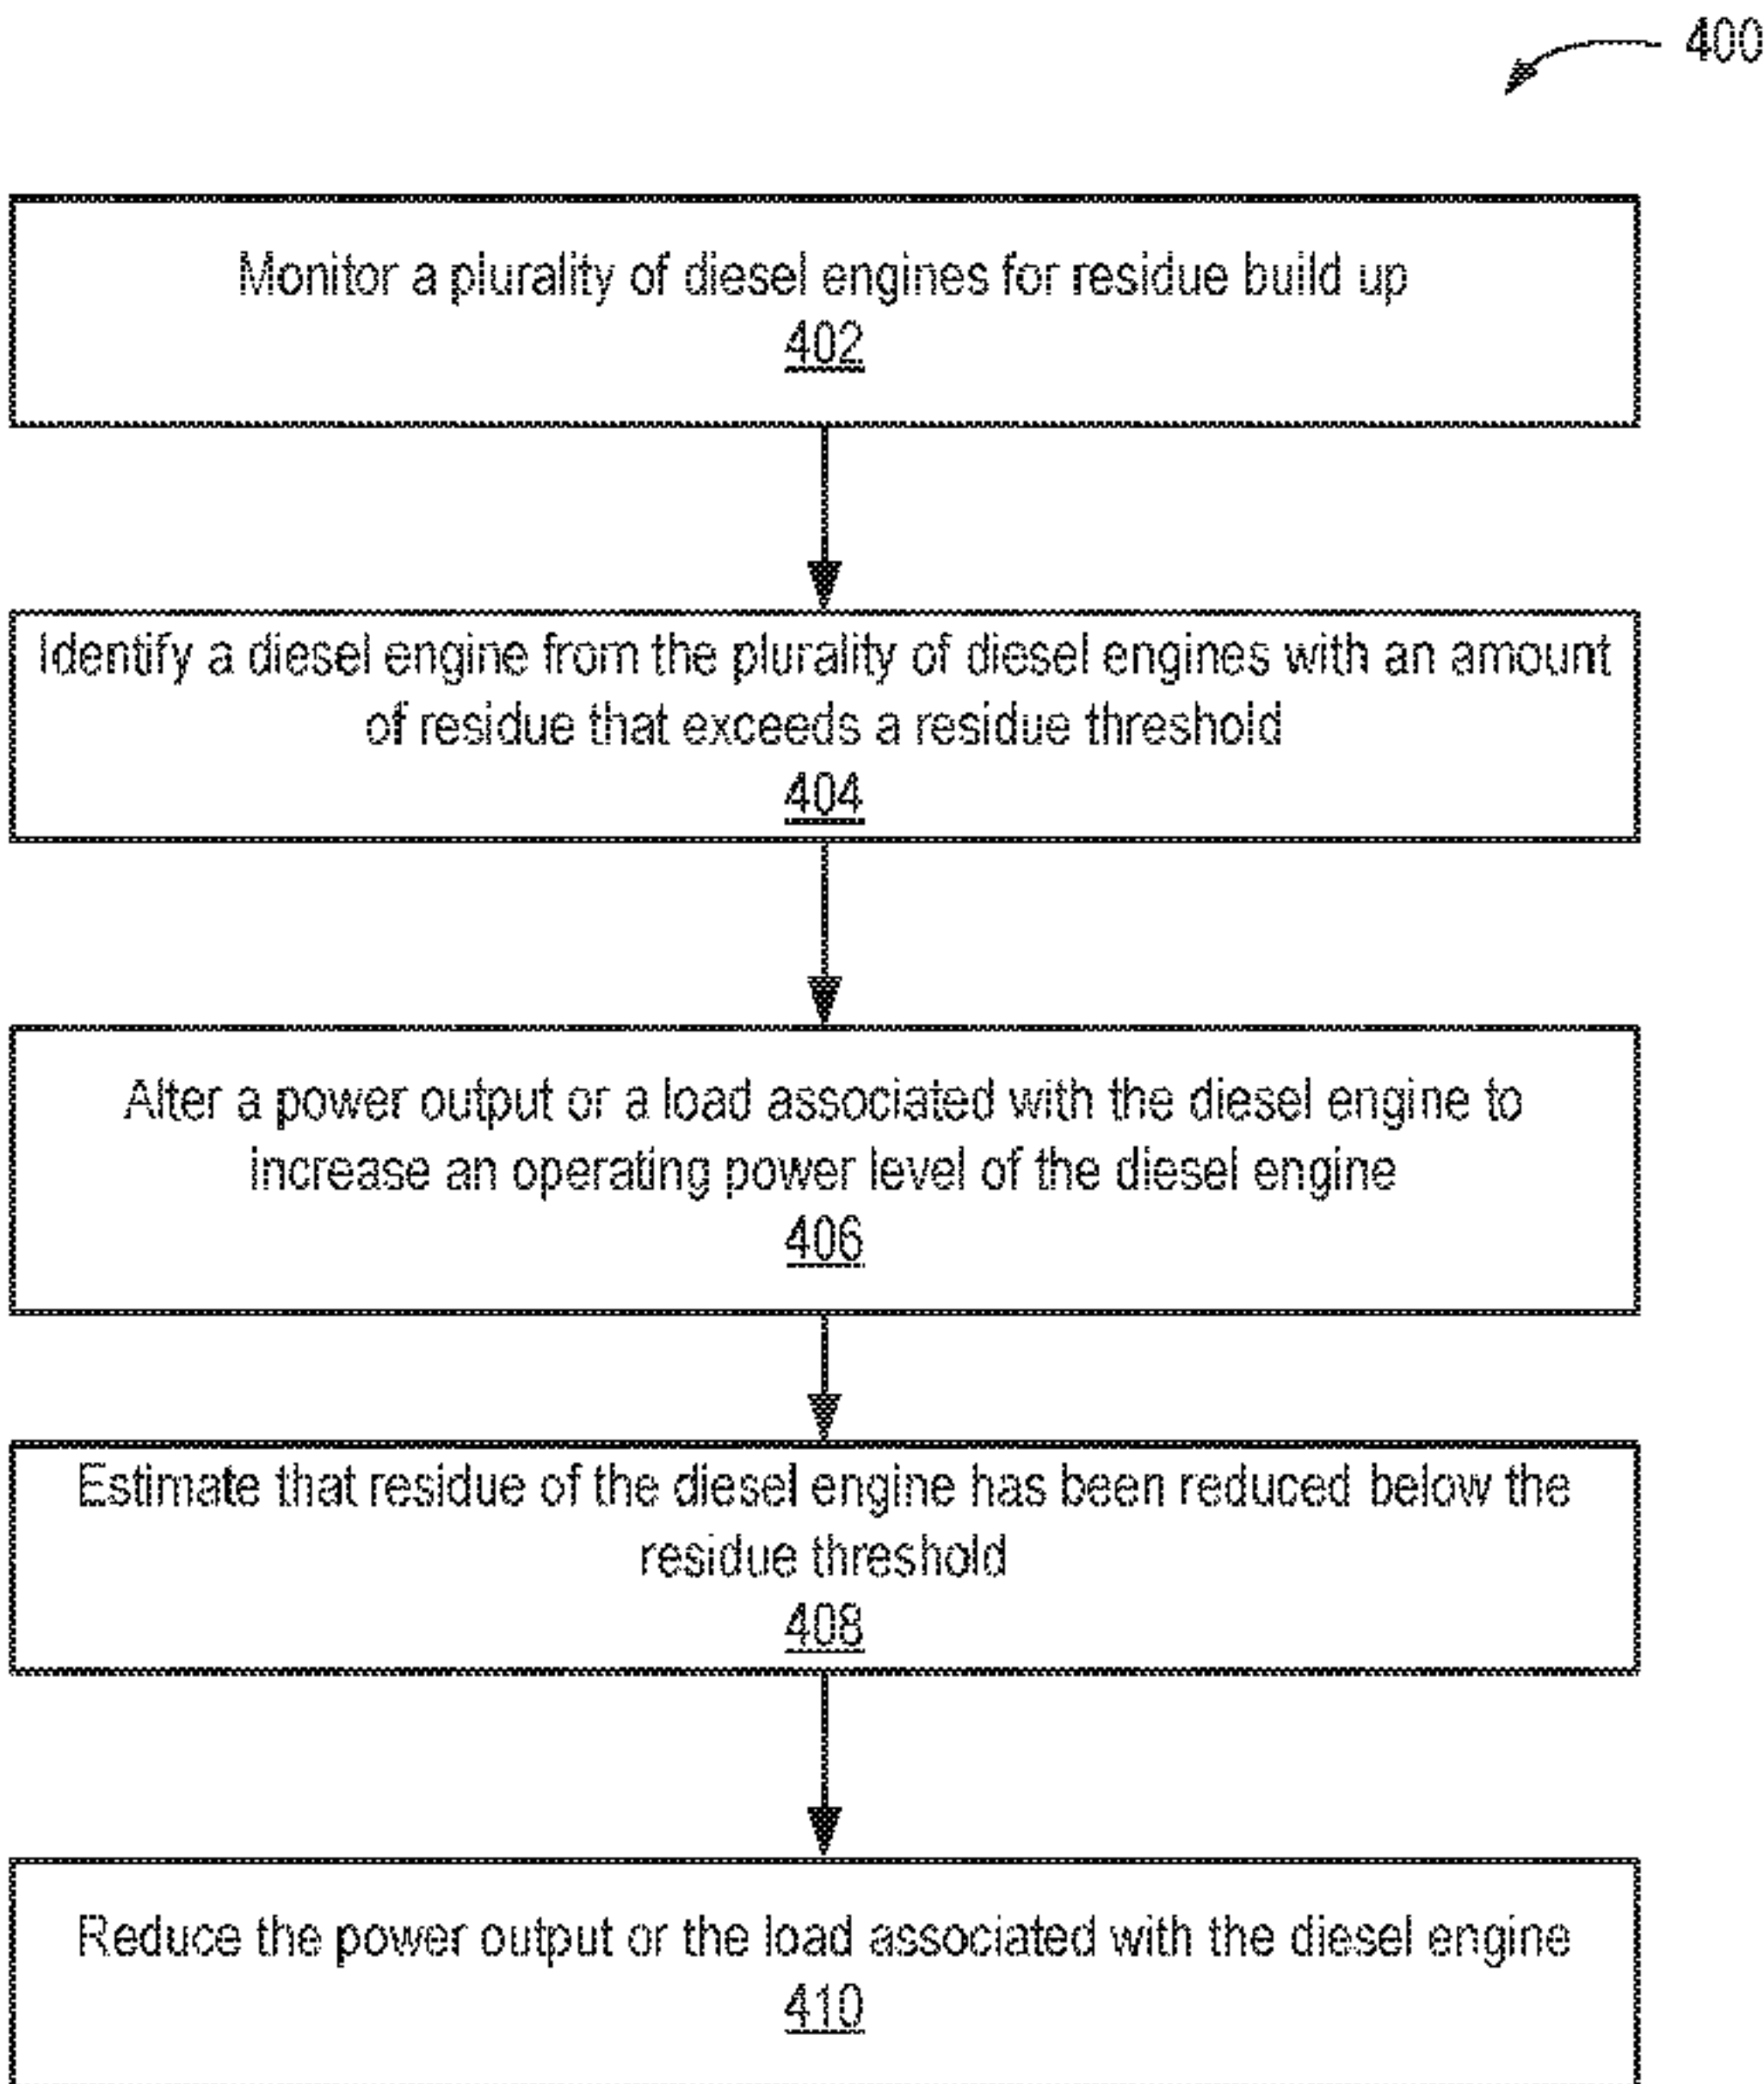 400
Monitor a plurality of diesel engines for residue build up
402
Identify a diesel engine from the plurality of diesel engines with an amount
of residue that exceeds a residue threshold
404
Alter a power output or a load associated with the diesel engine to
increase an operating power level of the diesel engine
406
Estimate that residue of the diesel engine has been reduced below the
residue threshold
408
Reduce the power output or the load associated with the diesel engine
410